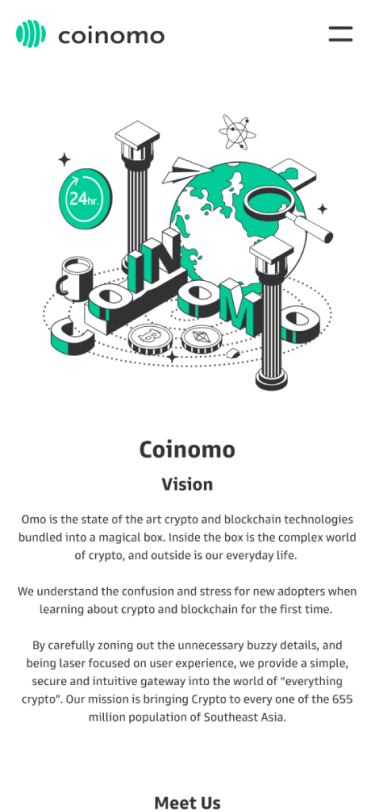 coinomo
24hr.
COINOMO
Coinomo
Vision
Omo is the state of the art crypto and blockchain technologies
bundled into a magical box. Inside the box is the complex world
of crypto, and outside is our everyday life.
We understand the confusion and stress for new adopters when
learning about crypto and blockchain for the first time.
By carefully zoning out the unnecessary buzzy details, and
being laser focused on user experience, we provide a simple,
secure and intuitive gateway into the world of "everything
crypto". Our mission is bringing Crypto to every one of the 655
million population of Southeast Asia.
Meet Us